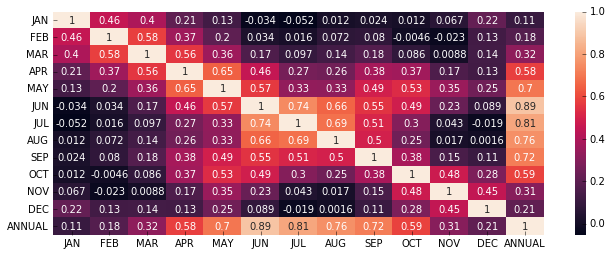 JAN 1 0.46 0.4 0.21 0.13 -0.034 -0.052 0.012 0.024 0.012 0.067 0.22 0.11
FEB 0.46 1 0.58 0.37 0.2 0.034 0.016 0.072 0.08 -0.0046 -0.023 0.13 0.18
MAR 0.4 0.58 1 0.56 0.36 0.17 0.097 0.14 0.18 0.086 0.0088 0.14 0.32
APR 0.21 0.37 0.56 1 0.65 0.46 0.27 0.26 0.38 0.37 0.17 0.13 0.58
MAY 0.13 0.2 0.36 0.65 1 0.57 0.33 0.33 0.49 0.53 0.35 0.25 0.7
JUN -0.034 0.034 0.17 0.46 0.57 1 0.74 0.66 0.55 0.49 0.23 0.089 0.89
JUL -0.052 0.016 0.097 0.27 0.33 0.74 1 0.69 0.51 0.3 0.043 -0.019 0.81
AUG 0.012 0.072 0.14 0.26 0.33 0.66 0.69 1 0.5 0.25 0.017 0.0016 0.76
SEP 0.024 0.08 0.18 0.38 0.49 0.55 0.51 0.5 1 0.38 0.15 0.11 0.72
OCT 0.012 -0.0046 0.086 0.37 0.53 0.49 0.3 0.25 0.38 1 0.48 0.28 0.59
NOV 0.067 -0.023 0.0088 0.17 0.35 0.23 0.043 0.017 0.15 0.48 1 0.45 0.31
DEC 0.22 0.13 0.14 0.13 0.25 0.089 -0.019 0.0016 0.11 0.28 0.45 1 0.21
ANNUAL 0.11 0.18 0.32 0.58 0.7 0.89 0.81 0.76 0.72 0.59 0.31 0.21 1
JAN FEB MAR APR MAY JUN JUL AUG SEP OCT NOV DEC ANNUAL
1.0
0.8
0.6
0.4
0.2
0.0